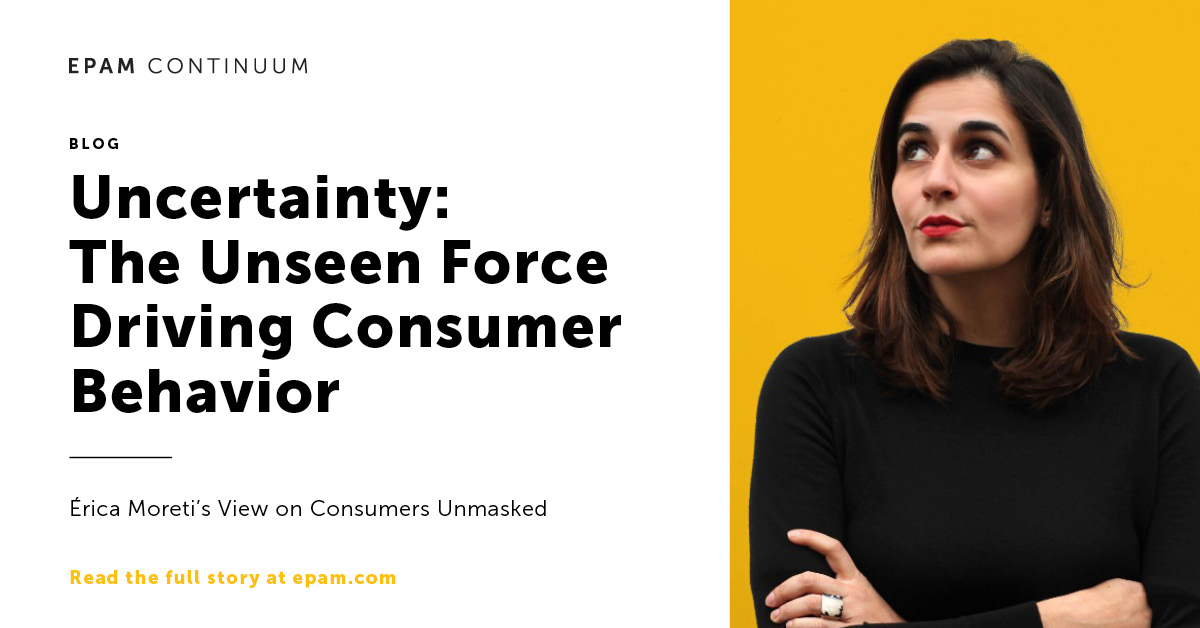 EPAM CONTINUUM
BLOG
Uncertainty:
The Unseen Force
Driving Consumer
Behavior
Érica Moreti’s View on Consumers Unmasked
Read the full story at epam.com